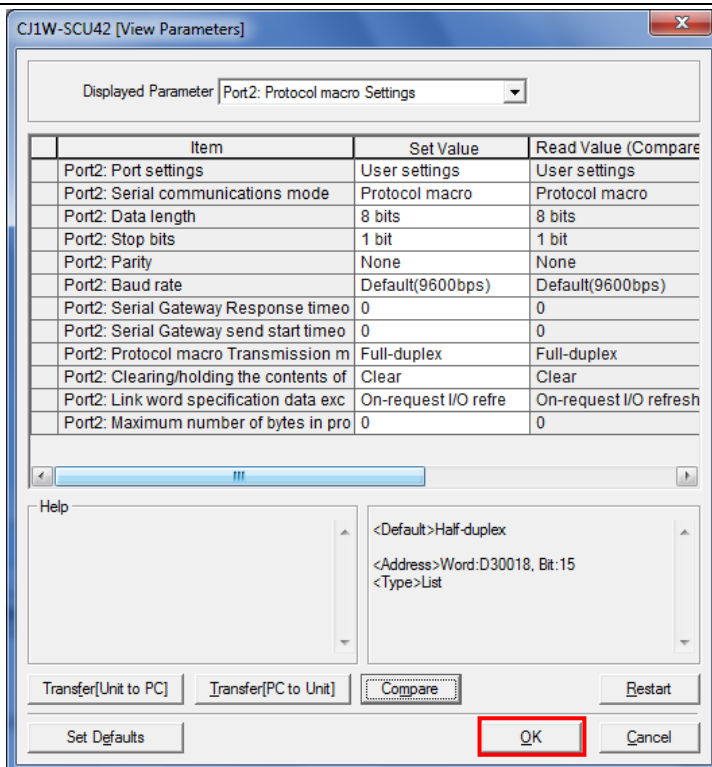 CJ1W-SCU42 [View Parameters]
Displayed Parameter Port2: Protocol macro Settings
Item Set Value Read Value (Compare
Port2: Port settings User settings User settings
Port2: Serial communications mode Protocol macro Protocol macro
Port2: Data length 8 bits 8 bits
Port2: Stop bits 1 bit 1 bit
Port2: Parity None None
Port2: Baud rate Default(9600bps) Default(9600bps)
Port2: Serial Gateway Response timeo 0 0
Port2: Serial Gateway send start timeo 0 0
Port2: Protocol macro Transmission m Full-duplex Full-duplex
Port2: Clearing/holding the contents of Clear Clear
Port2: Link word specification data exc On-request I/O refre On-request I/O refresh
Port2: Maximum number of bytes in pro 0 0
Help
<Default>Half-duplex
<Address>Word:D30018, Bit:15
<Type>List
Transfer[Unit to PC] Transfer[PC to Unit] Compare Restart
Set Defaults OK Cancel